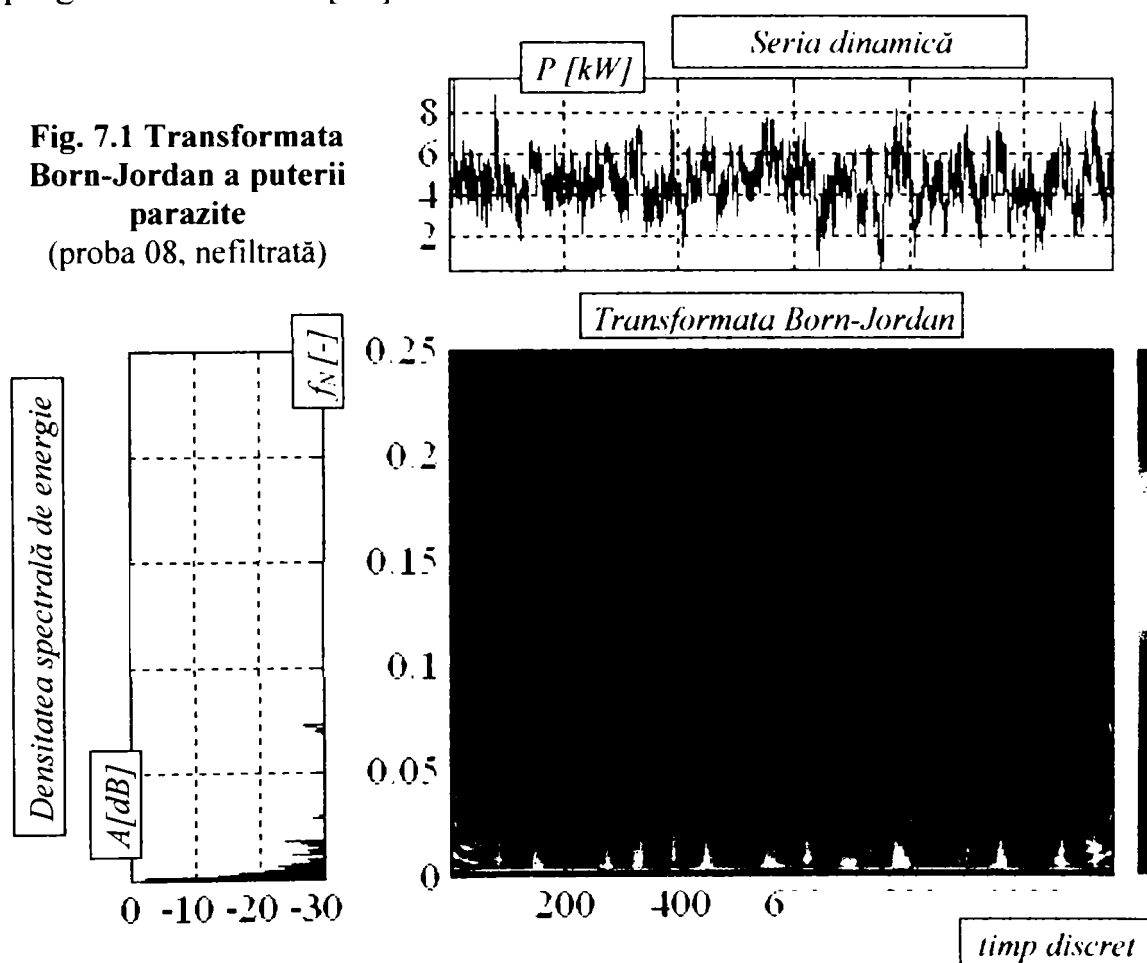 Seria dinamică
P [kW]
8
6
4
2
Fig. 7.1 Transformata
Born-Jordan a puterii
parazite
(proba 08, nefiltrată)
Transformata Born-Jordan
Densitatea spectrală de energie
A[dB]
f_N [-]
0 -10 -20 -30
0.25
0.2
0.15
0.1
0.05
0
200 400
timp discret